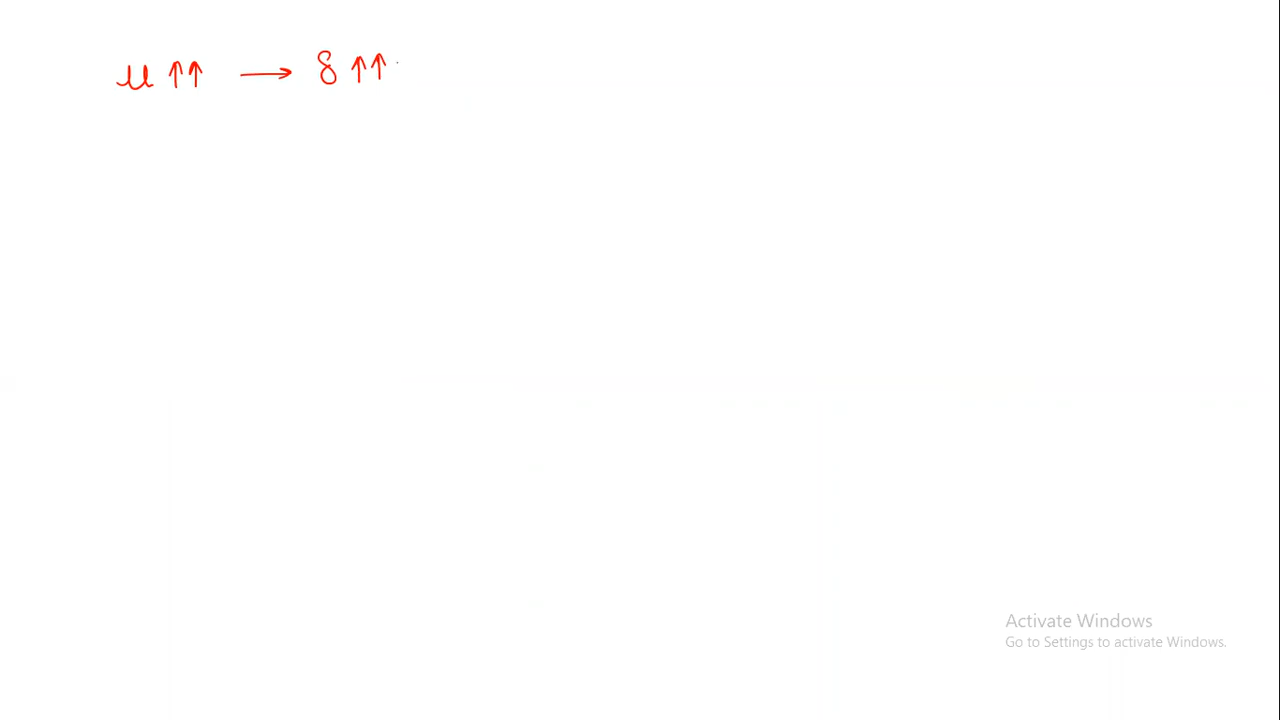 μ ↑↑ → δ ↑↑
Activate Windows
Go to Settings to activate Windows.